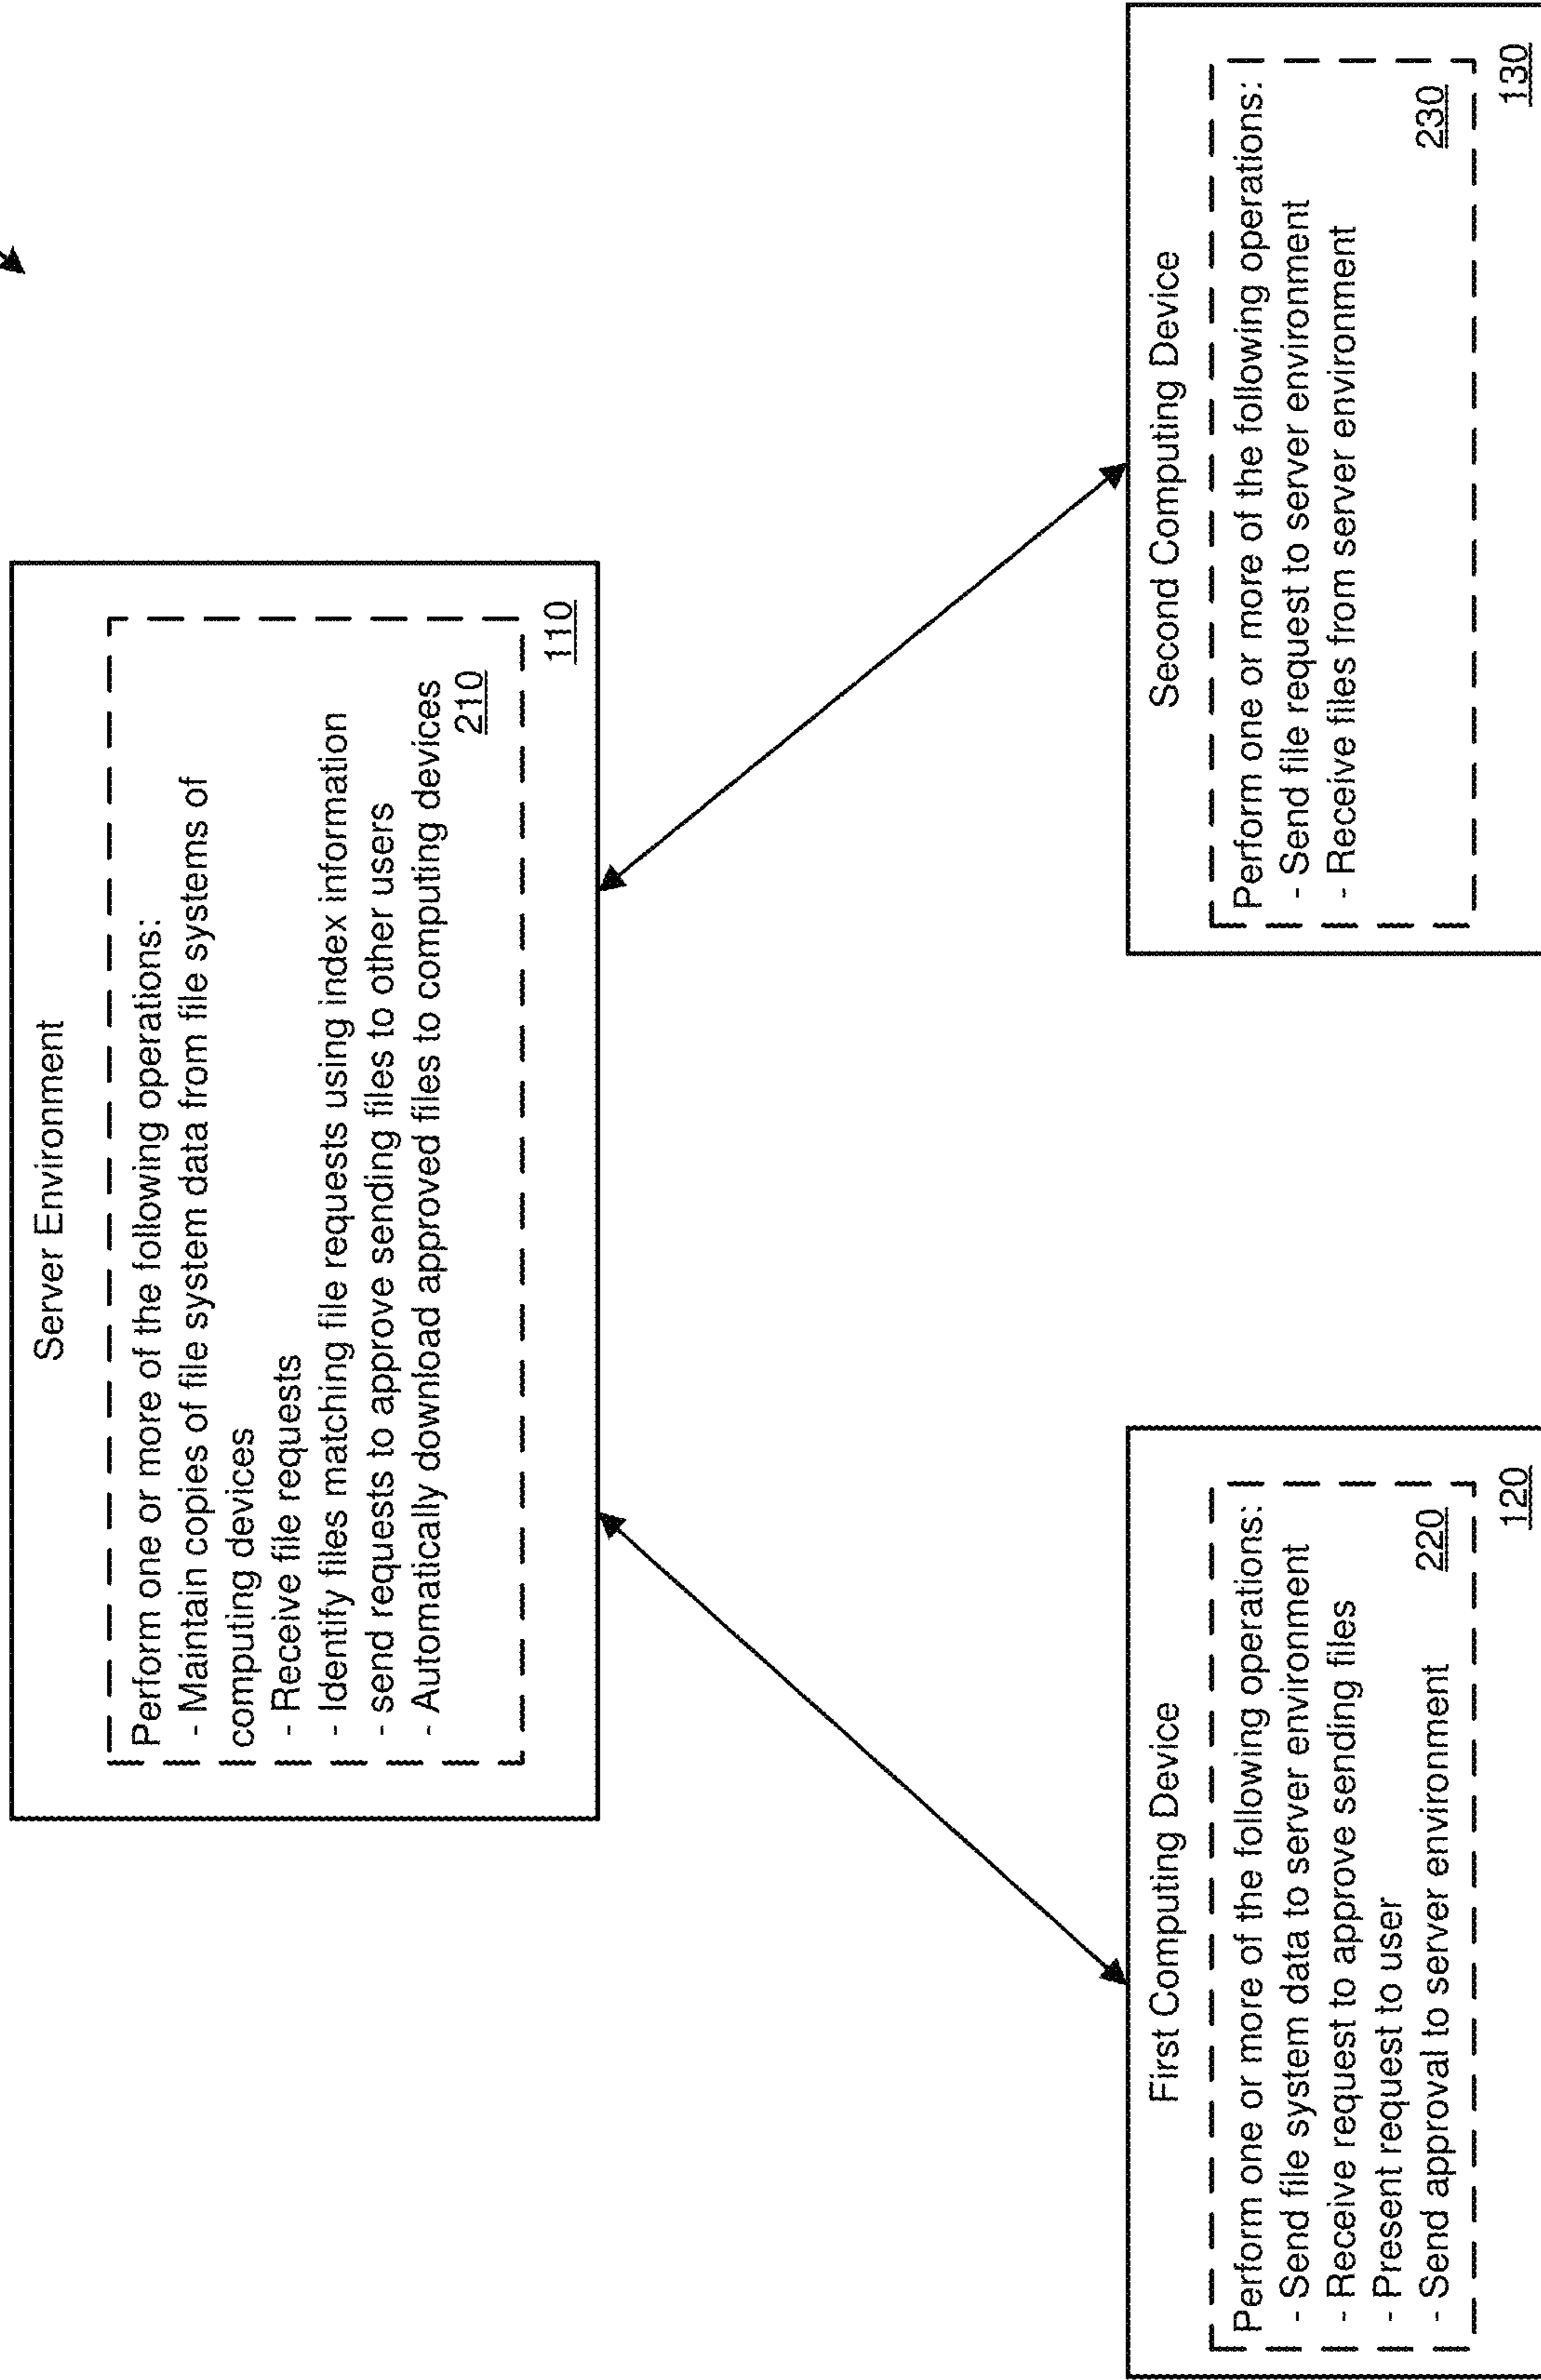 Server Environment
Perform one or more of the following operations:
- Maintain copies of file system data from file systems of
computing devices
- Receive file requests
- Identify files matching file requests using index information
- send requests to approve sending files to other users
- Automatically download approved files to computing devices
210
110
First Computing Device
Perform one or more of the following operations:
- Send file system data to server environment
- Receive request to approve sending files
- Present request to user
- Send approval to server environment
220
120
Second Computing Device
Perform one or more of the following operations:
- Send file request to server environment
- Receive files from server environment
230
130